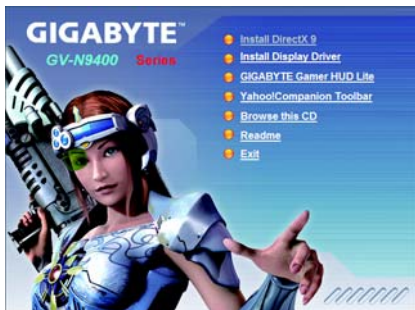 GIGABYTE™
GV-N9400 Series
Install DirectX 9
Install Display Driver
GIGABYTE Gamer HUD Lite
Yahoo!Companion Toolbar
Browse this CD
Readme
Exit